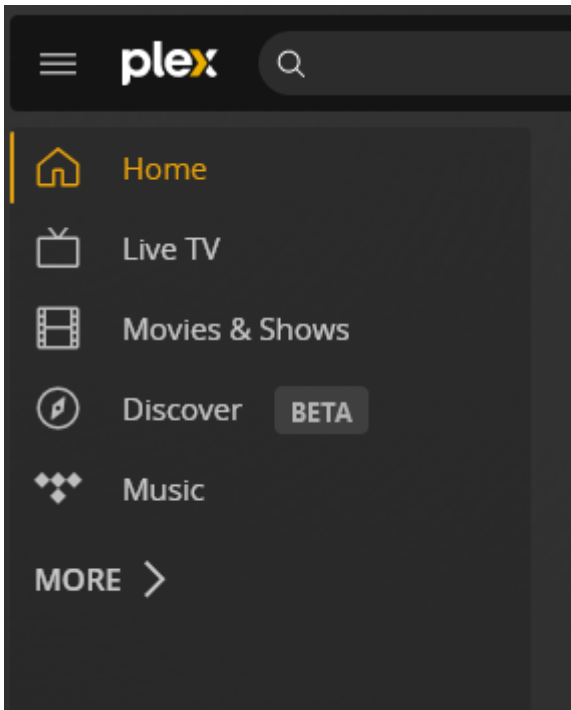 plex
Home
Live TV
Movies & Shows
Discover BETA
Music
MORE